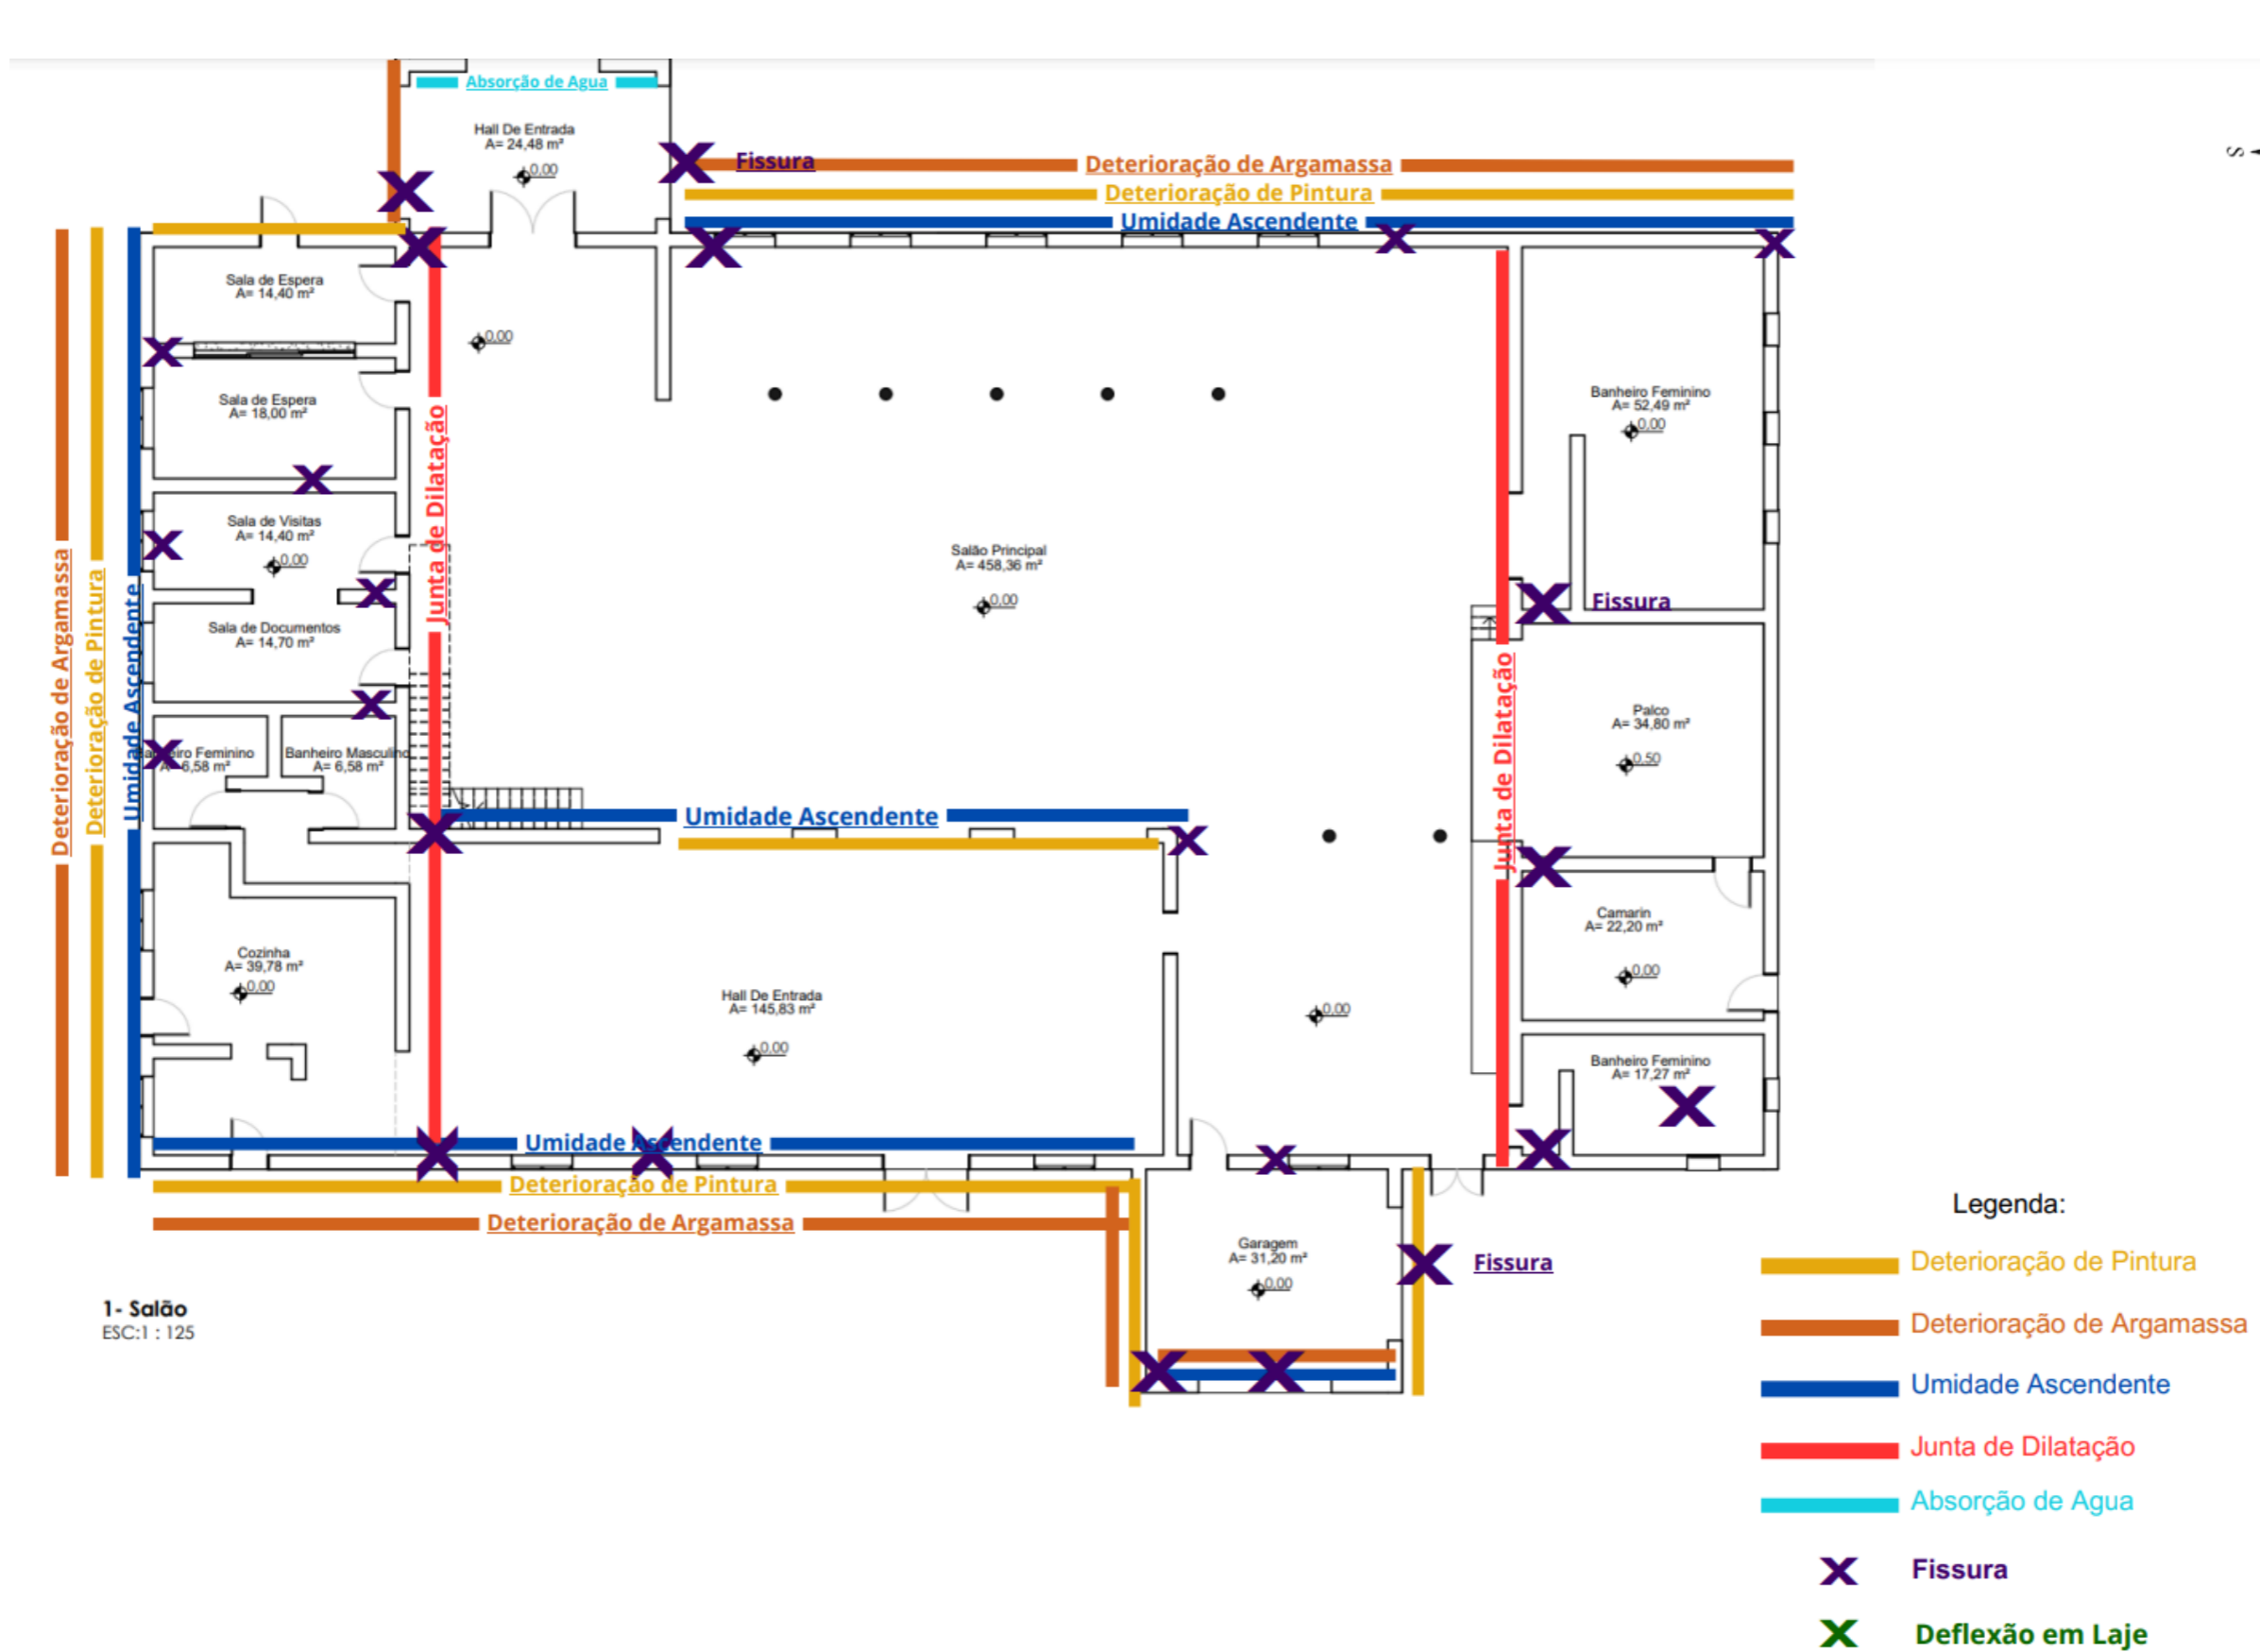 Absorção de Agua
Hall De Entrada
A= 24,48 m²
0,00
Fissura
Deterioração de Argamassa
Deterioração de Pintura
Umidade Ascendente
S
Sala de Espera
A= 14,40 m²
0,00
Sala de Espera
A= 18,00 m²
Banheiro Feminino
A= 52,49 m²
0,00
Junta de Dilatação
Sala de Visitas
A= 14,40 m²
0,00
Salão Principal
A= 458,36 m²
0,00
Fissura
Sala de Documentos
A= 14,70 m²
Deterioração de Argamassa
Deterioração de Pintura
Umidade Ascendente
Junta de Dilatação
Palco
A= 34,80 m²
0,50
Banheiro Feminino
A= 6,58 m²
Banheiro Masculino
A= 6,58 m²
Umidade Ascendente
Camarin
A= 22,20 m²
0,00
Cozinha
A= 39,78 m²
0,00
Hall De Entrada
A= 145,83 m²
0,00
0,00
Banheiro Feminino
A= 17,27 m²
Umidade Ascendente
Deterioração de Pintura
Deterioração de Argamassa
Garagem
A= 31,20 m²
0,00
Fissura
1- Salão
ESC:1 : 125
Legenda:
Deterioração de Pintura
Deterioração de Argamassa
Umidade Ascendente
Junta de Dilatação
Absorção de Agua
Fissura
Deflexão em Laje